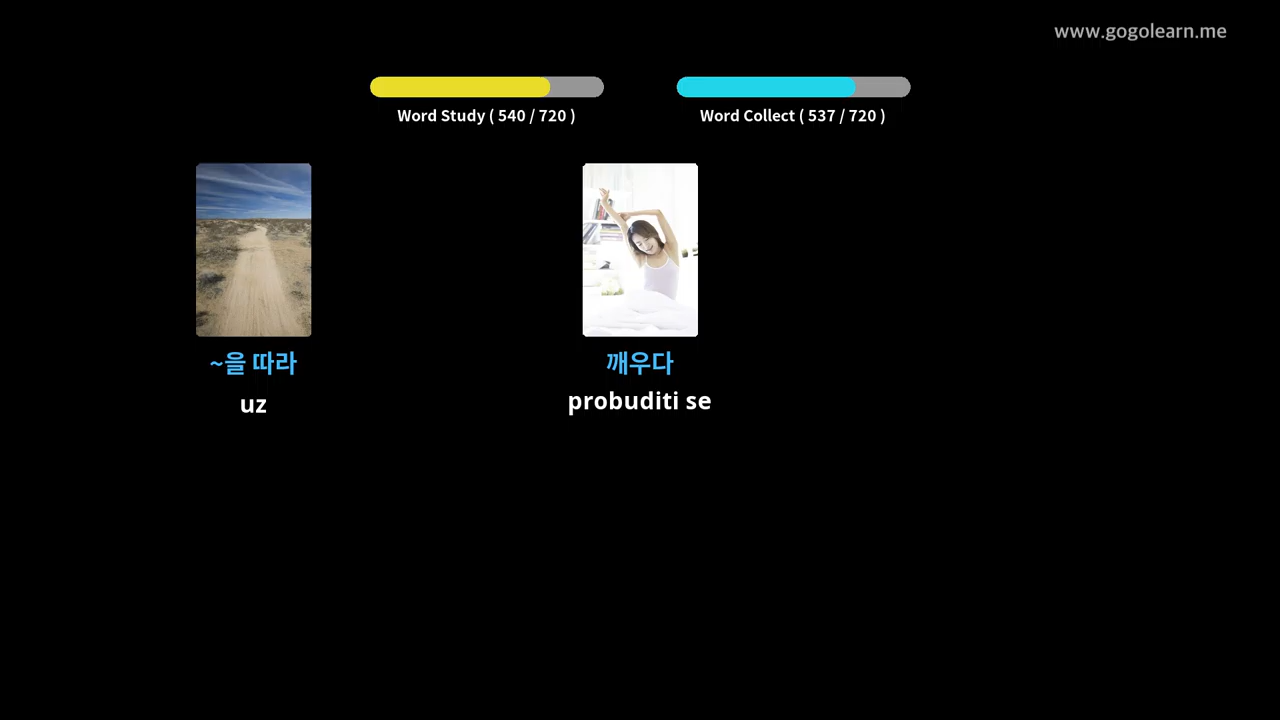 www.gogolearn.me
Word Study ( 540 / 720 )
Word Collect ( 537 / 720 )
~을 따라
uz
깨우다
probuditi se